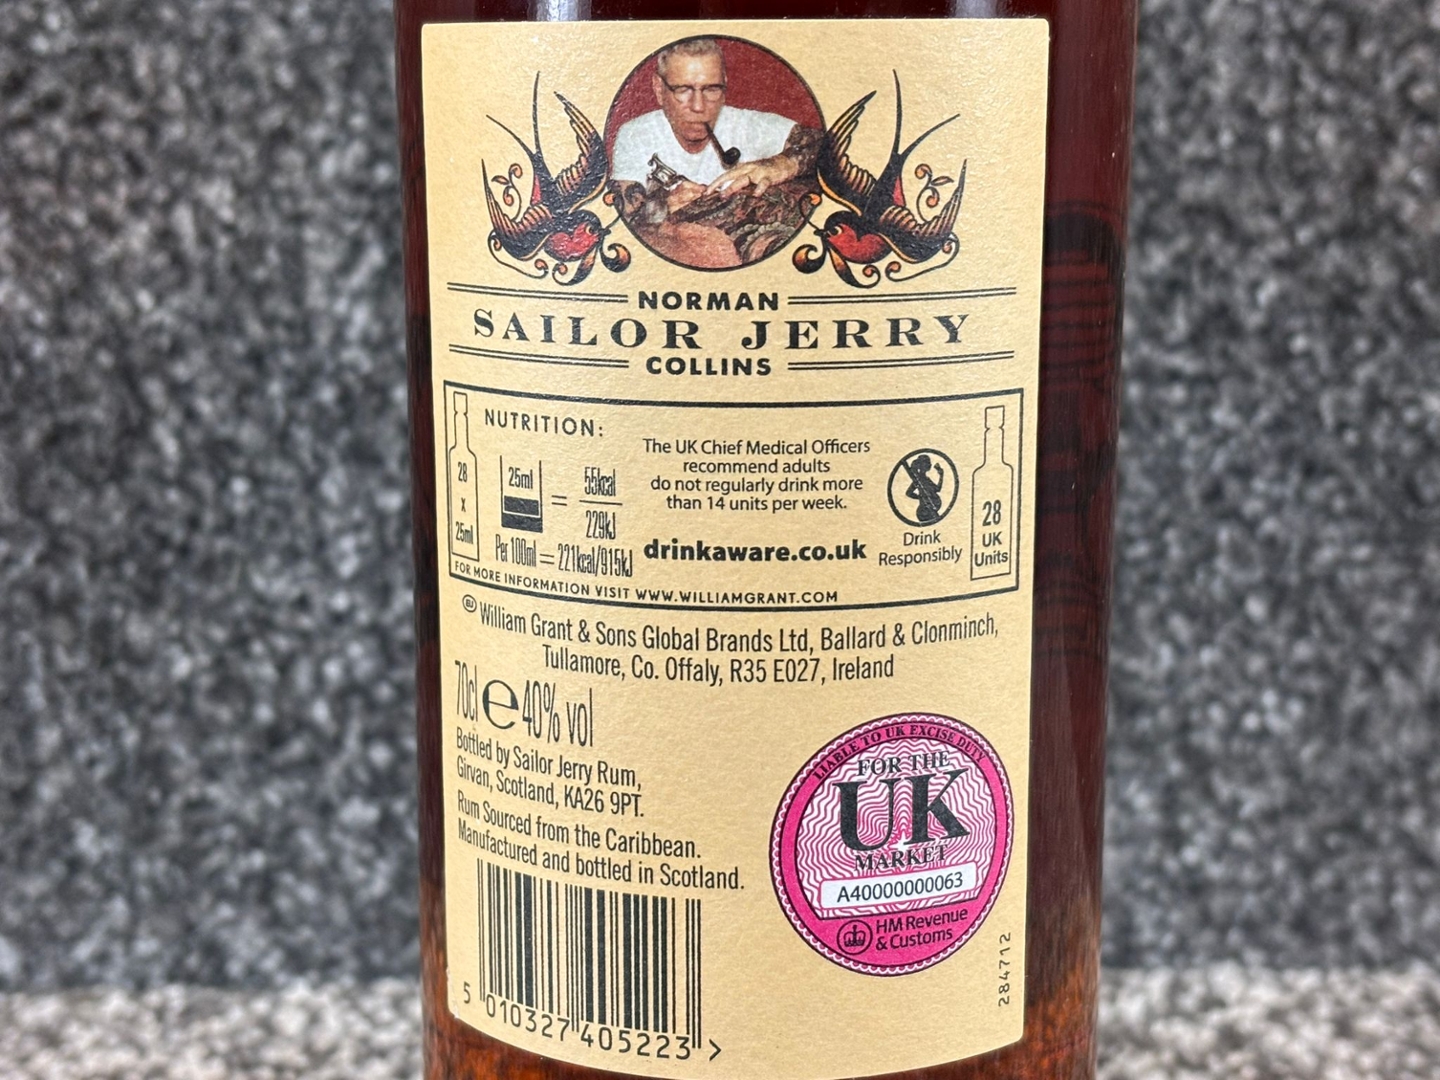 NORMAN
SAILOR JERRY
COLLINS
NUTRITION:
28
x
25ml
25ml = 55kcal
229kJ
Per 100ml = 221kcal/915kJ
The UK Chief Medical Officers
recommend adults
do not regularly drink more
than 14 units per week.
drinkaware.co.uk
Drink
Responsibly
28
UK
Units
FOR MORE INFORMATION VISIT WWW.WILLIAMGRANT.COM
EU William Grant & Sons Global Brands Ltd, Ballard & Clonminch,
Tullamore, Co. Offaly, R35 E027, Ireland
70cl e 40% vol
Bottled by Sailor Jerry Rum,
Girvan, Scotland, KA26 9PT.
Rum Sourced from the Caribbean.
Manufactured and bottled in Scotland.
5 010327 405223 >
LIABLE TO UK EXCISE DUTY
FOR THE
UK
MARKET
A40000000063
HM Revenue
& Customs
284712